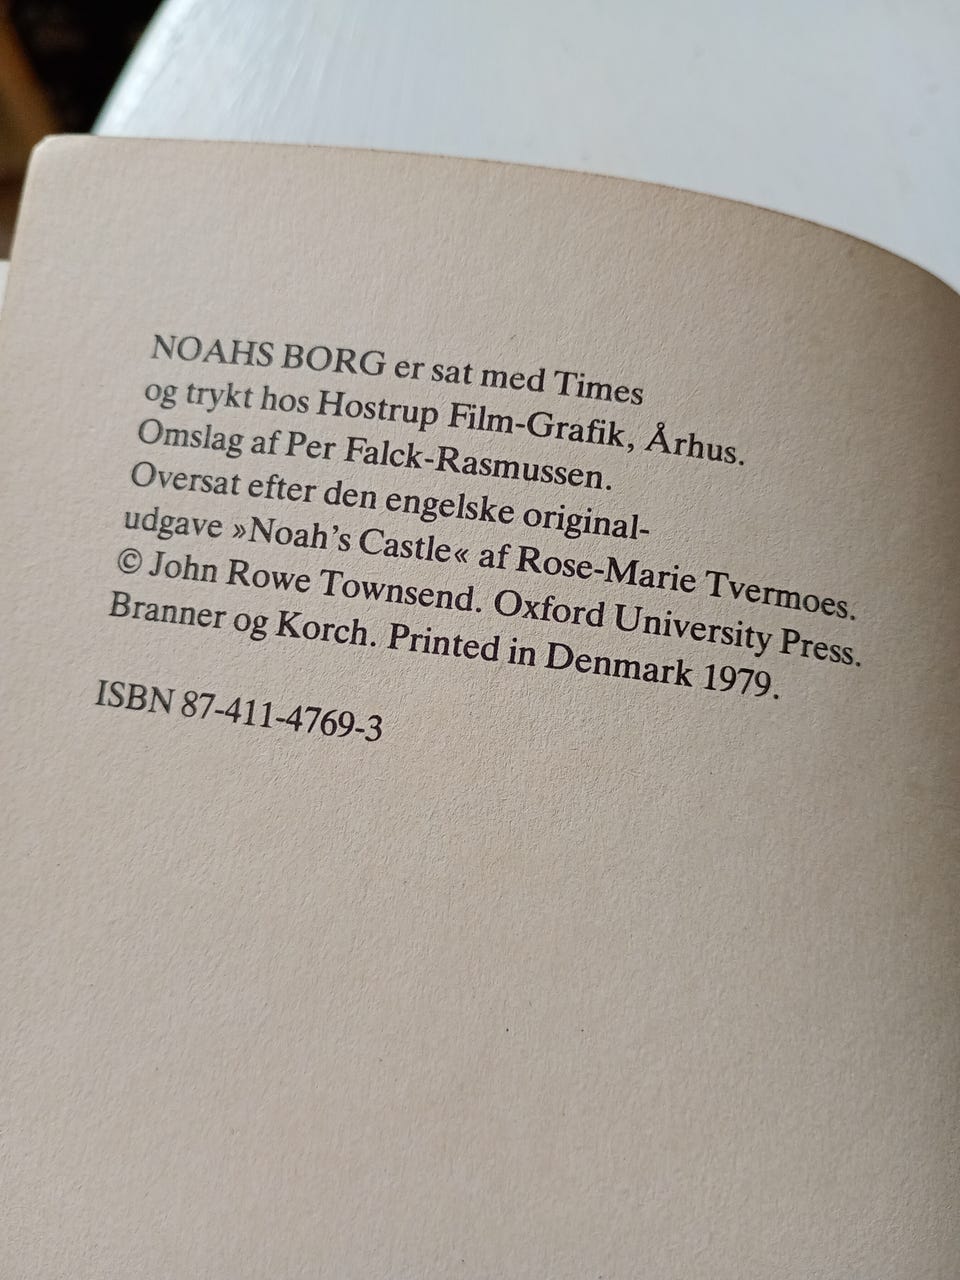 NOAHS BORG er sat med Times
og trykt hos Hostrup Film-Grafik, Århus.
Omslag af Per Falck-Rasmussen.
Oversat efter den engelske original-
udgave »Noah's Castle« af Rose-Marie Tvermoes.
© John Rowe Townsend. Oxford University Press.
Branner og Korch. Printed in Denmark 1979.
ISBN 87-411-4769-3